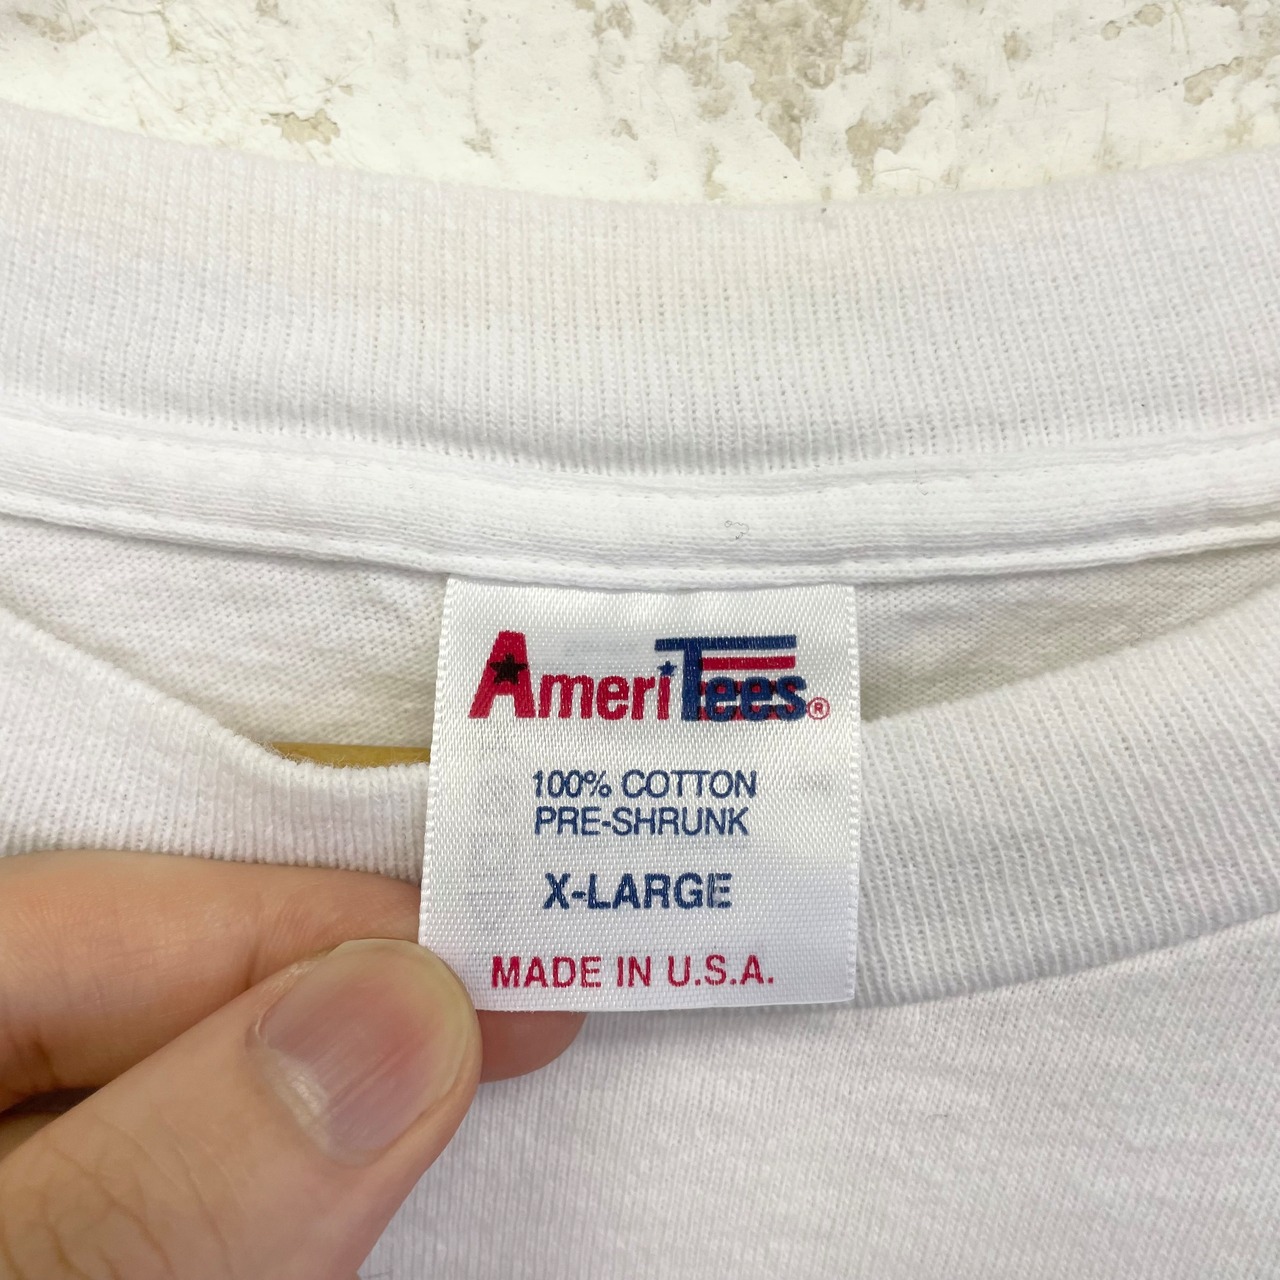 AmeriTees®
100% COTTON
PRE-SHRUNK
X-LARGE
MADE IN U.S.A.